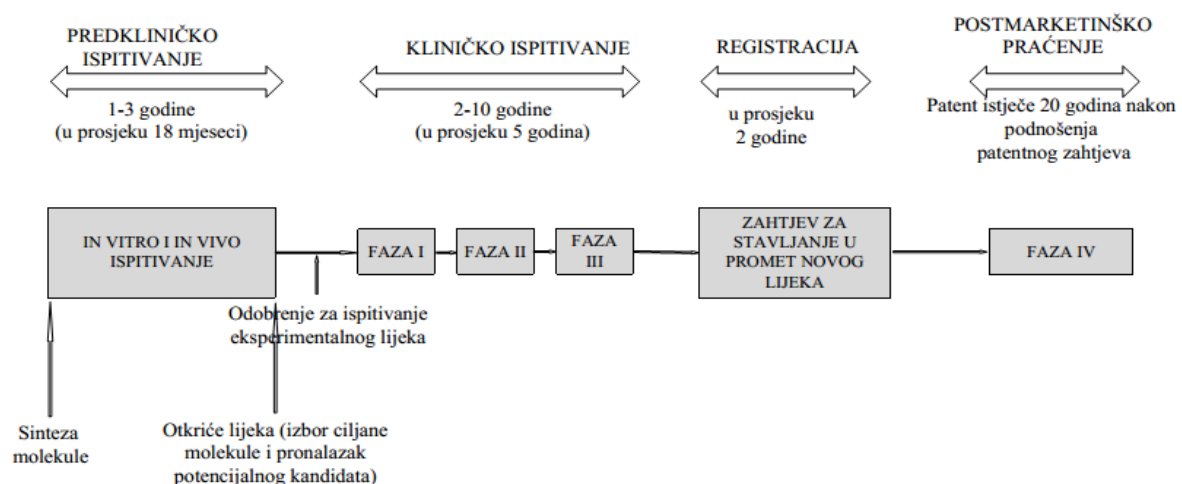 PREDKLINIČKO
ISPITIVANJE
1-3 godine
(u prosjeku 18 mjeseci)
KLINIČKO ISPITIVANJE
2-10 godine
(u prosjeku 5 godina)
REGISTRACIJA
u prosjeku
2 godine
POSTMARKETINŠKO
PRAĆENJE
Patent istječe 20 godina nakon
podnošenja
patentnog zahtjeva
IN VITRO I IN VIVO
ISPITIVANJE
FAZA I
FAZA II
FAZA
III
ZAHTJEV ZA
STAVLJANJE U
PROMET NOVOG
LIJEKA
FAZA IV
Odobrenje za ispitivanje
eksperimentalnog lijeka
Sinteza
molekule
Otkriće lijeka (izbor ciljane
molekule i pronalazak
potencijalnog kandidata)